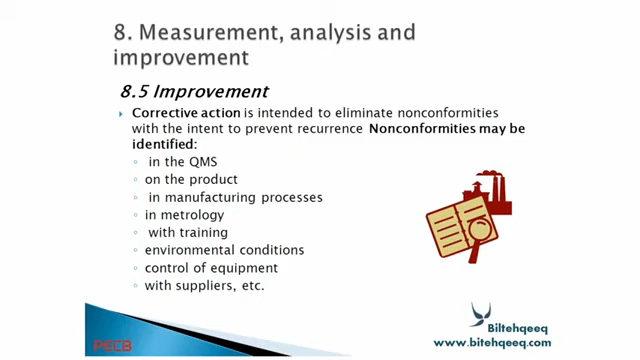 8. Measurement, analysis and
improvement
8.5 Improvement
Corrective action is intended to eliminate nonconformities
with the intent to prevent recurrence Nonconformities may be
identified:
in the QMS
on the product
in manufacturing processes
in metrology
with training
environmental conditions
control of equipment
with suppliers, etc.
PECB
Biltehqeeq
www.bitehqeeq.com